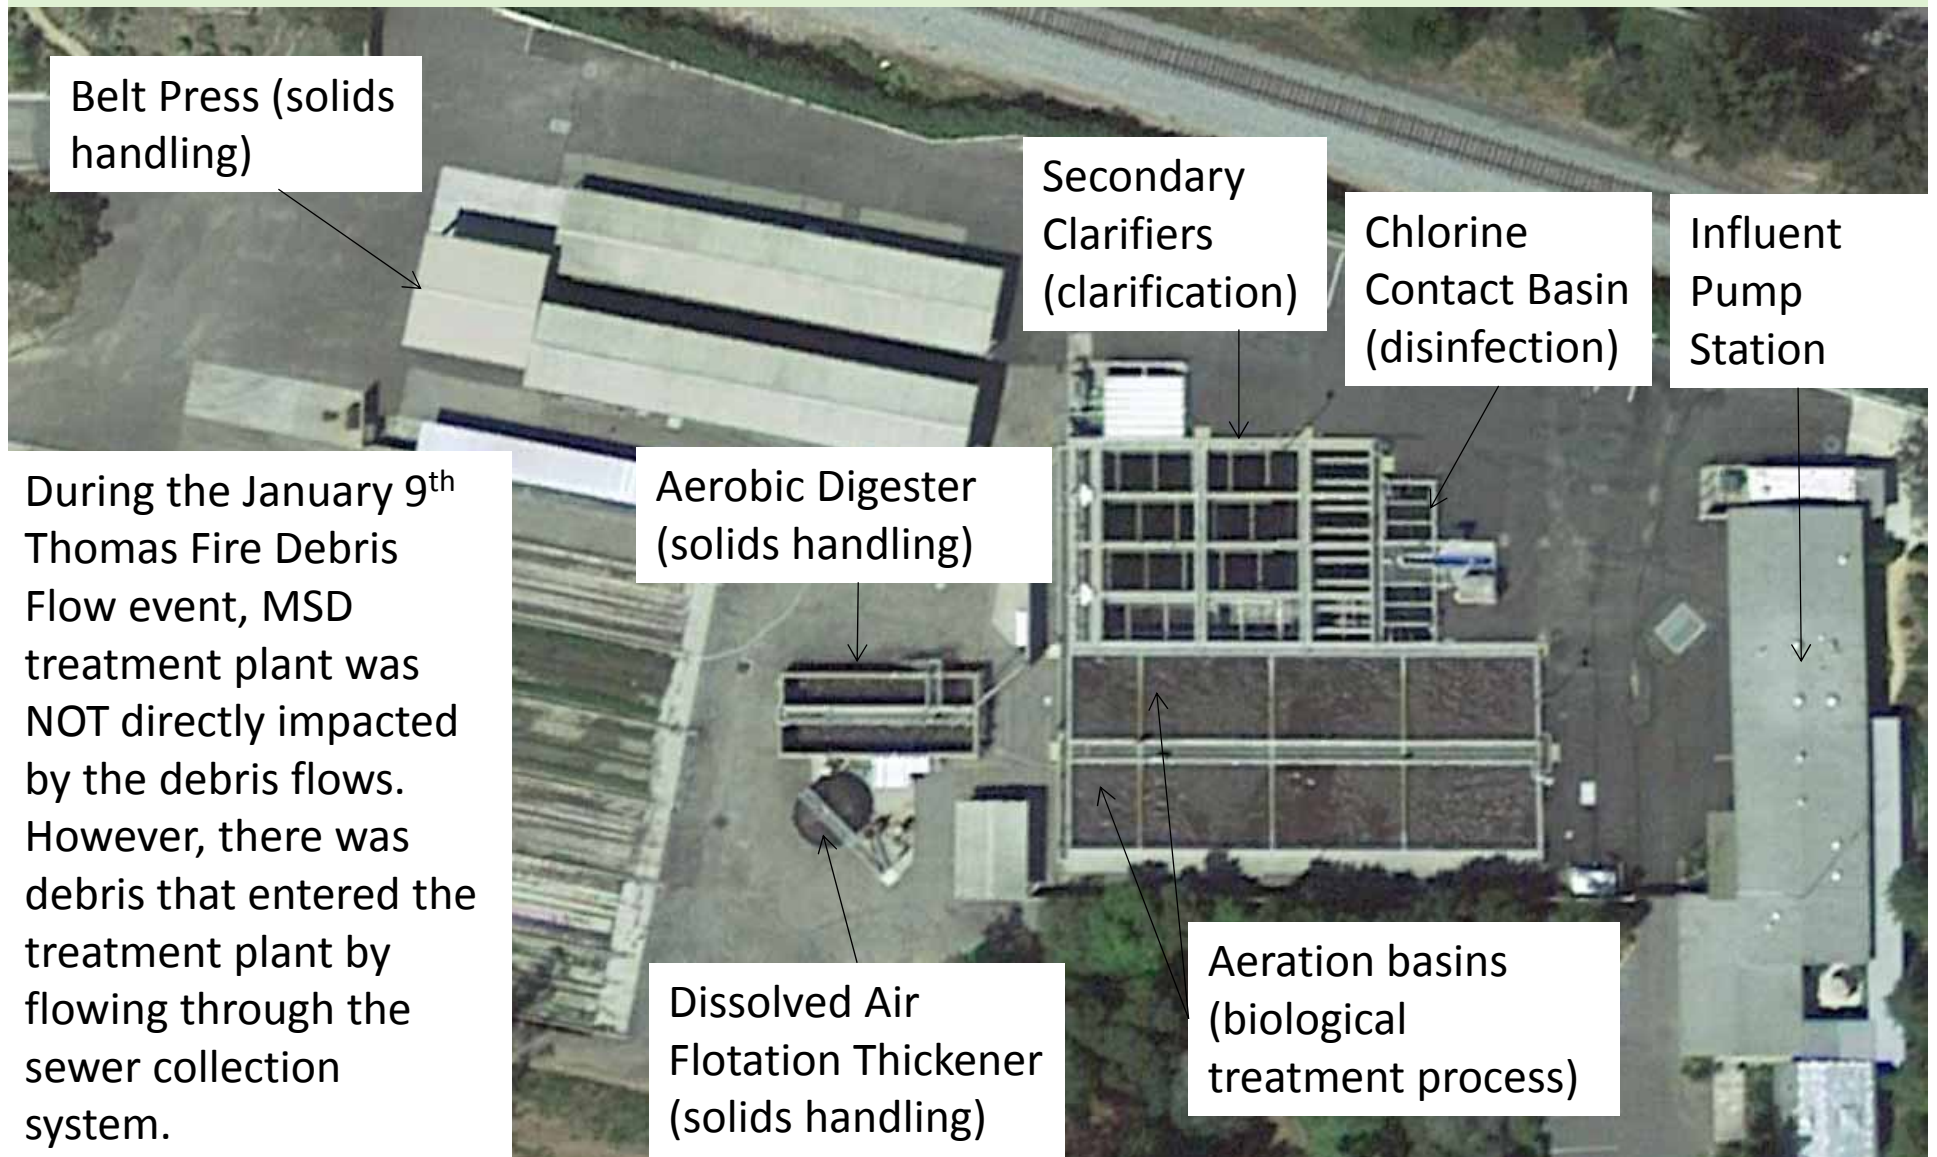 Belt Press (solids
handling)
Secondary
Clarifiers
(clarification)
Chlorine
Contact Basin
(disinfection)
Influent
Pump
Station
During the January 9th
Thomas Fire Debris
Flow event, MSD
treatment plant was
NOT directly impacted
by the debris flows.
However, there was
debris that entered the
treatment plant by
flowing through the
sewer collection
system.
Aerobic Digester
(solids handling)
Dissolved Air
Flotation Thickener
(solids handling)
Aeration basins
(biological
treatment process)